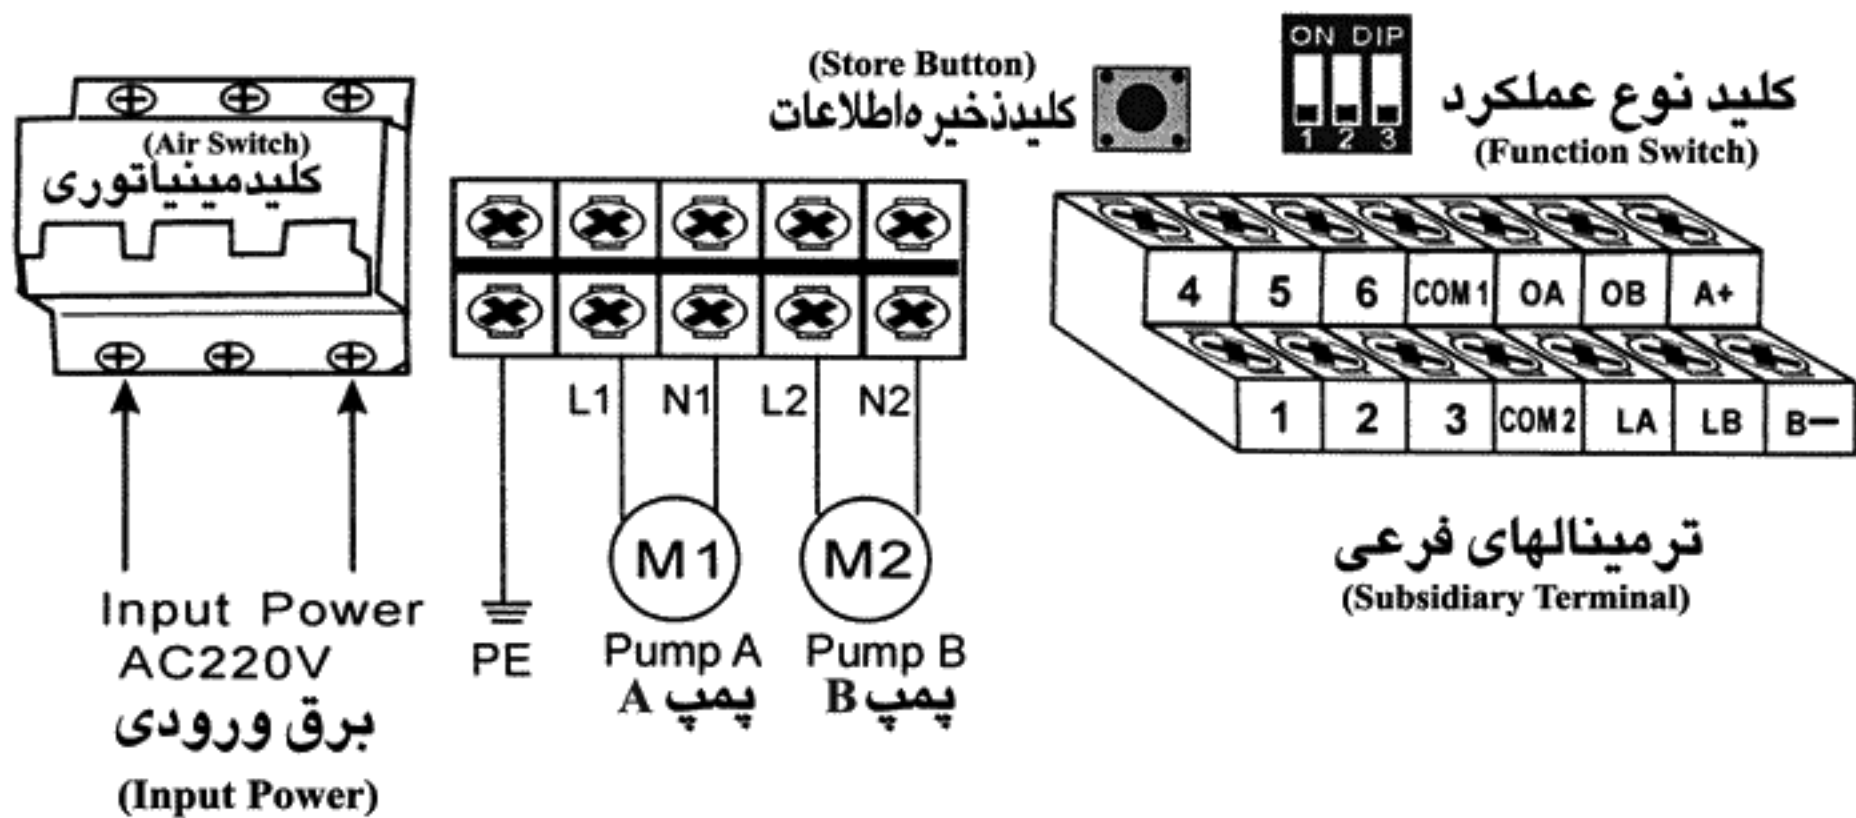 (Air Switch)
کلیدمینیاتوری
Input Power
AC220V
برق ورودی
(Input Power)
L1 N1 L2 N2
M1 M2
PE
Pump A
پمپ A
Pump B
پمپ B
(Store Button)
کلیدذخیره‌اطلاعات
ON DIP
1 2 3
کلید نوع عملکرد
(Function Switch)
4 5 6 COM1 OA OB A+
1 2 3 COM2 LA LB B−
ترمینالهای فرعی
(Subsidiary Terminal)